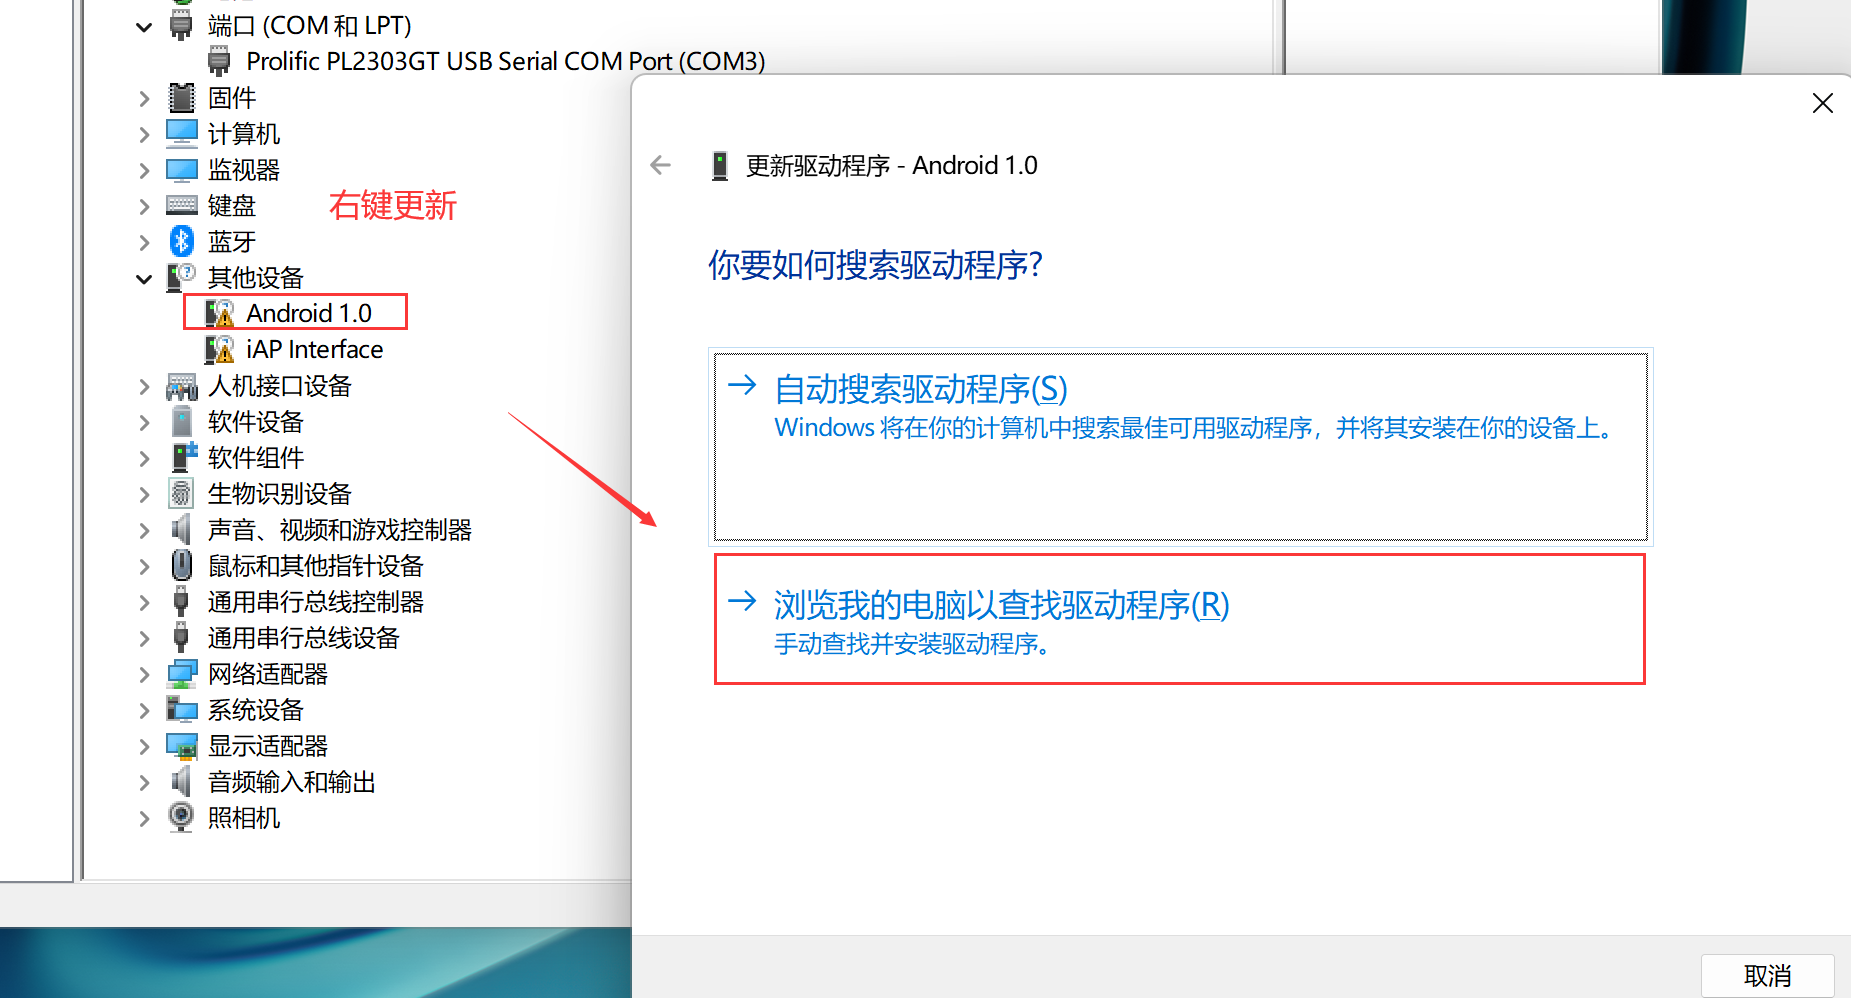 端口 (COM 和 LPT)
Prolific PL2303GT USB Serial COM Port (COM3)
固件
计算机
监视器
键盘
右键更新
蓝牙
其他设备
Android 1.0
iAP Interface
人机接口设备
软件设备
软件组件
生物识别设备
声音、视频和游戏控制器
鼠标和其他指针设备
通用串行总线控制器
通用串行总线设备
网络适配器
系统设备
显示适配器
音频输入和输出
照相机
更新驱动程序 - Android 1.0
你要如何搜索驱动程序?
自动搜索驱动程序(S)
Windows 将在你的计算机中搜索最佳可用驱动程序，并将其安装在你的设备上。
浏览我的电脑以查找驱动程序(R)
手动查找并安装驱动程序。
取消